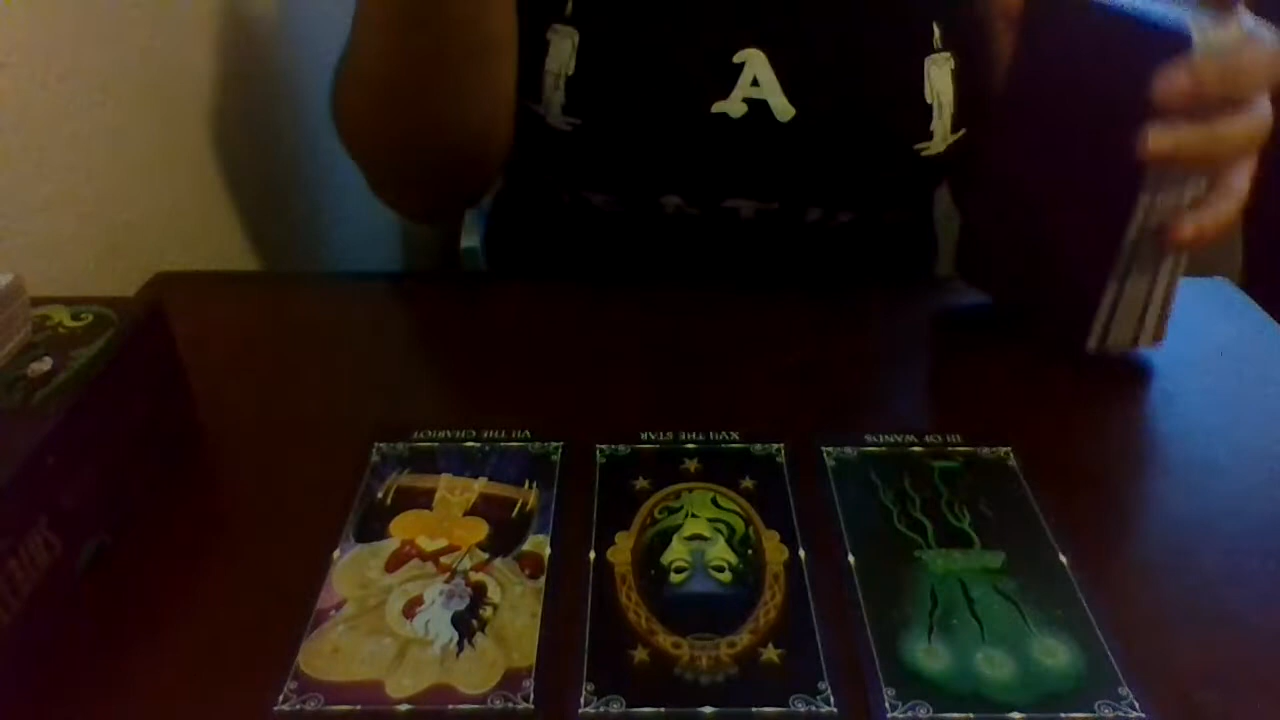 A
VII THE CHARIOT
XVII THE STAR
III OF WANDS